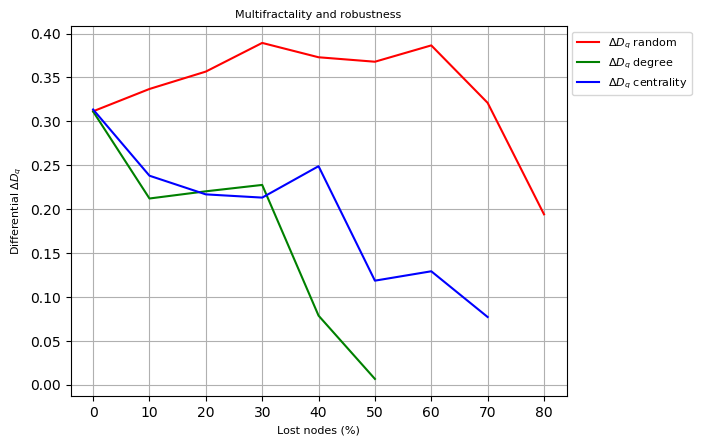 Multifractality and robustness
0.40
0.35
0.30
0.25
0.20
0.15
0.10
0.05
0.00
Differential ΔD_q
0 10 20 30 40 50 60 70 80
Lost nodes (%)
ΔD_q random
ΔD_q degree
ΔD_q centrality